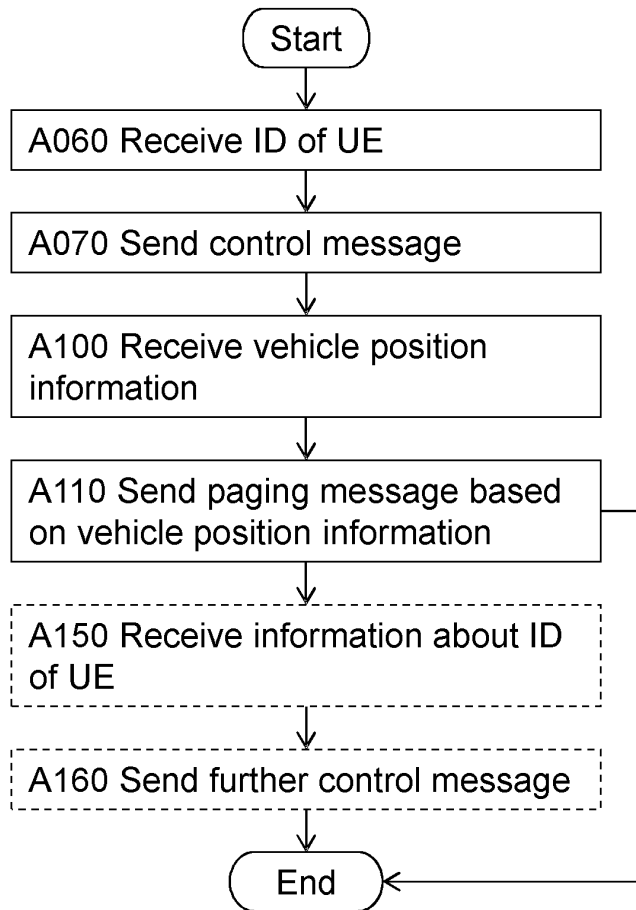 Start
A060 Receive ID of UE
A070 Send control message
A100 Receive vehicle position
information
A110 Send paging message based
on vehicle position information
A150 Receive information about ID
of UE
A160 Send further control message
End